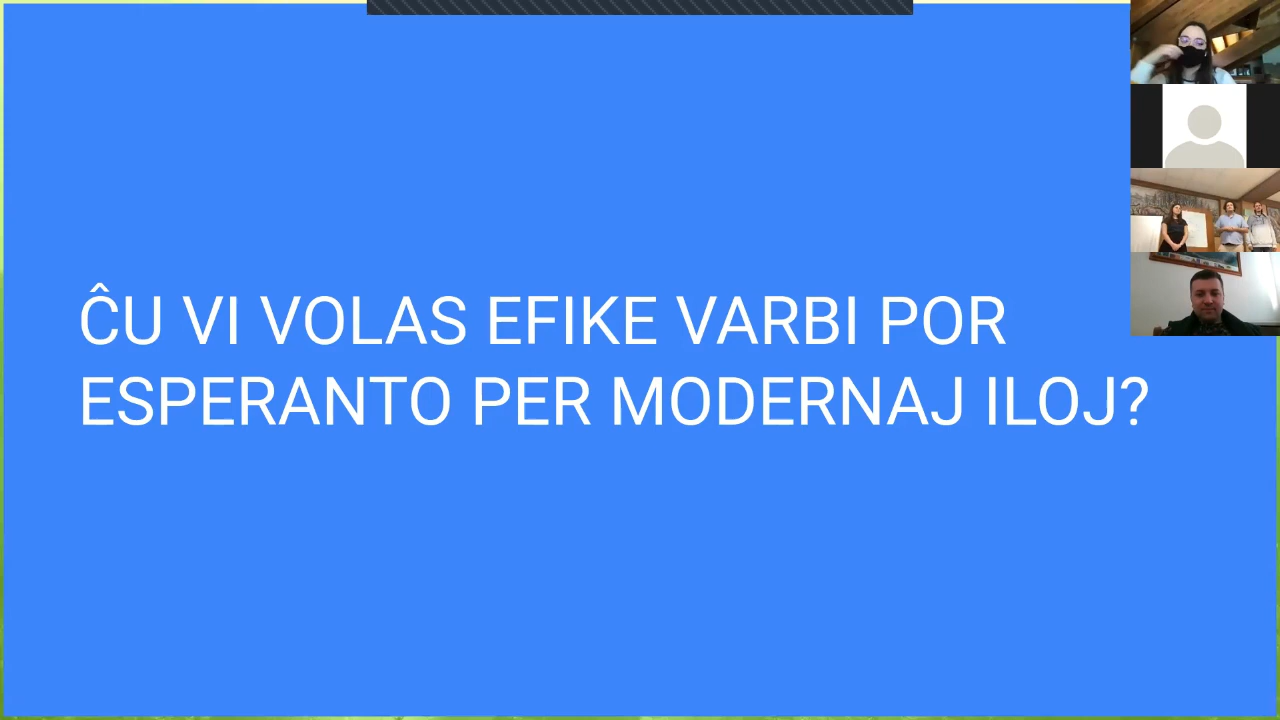 ĈU VI VOLAS EFIKE VARBI POR
ESPERANTO PER MODERNAJ ILOJ?